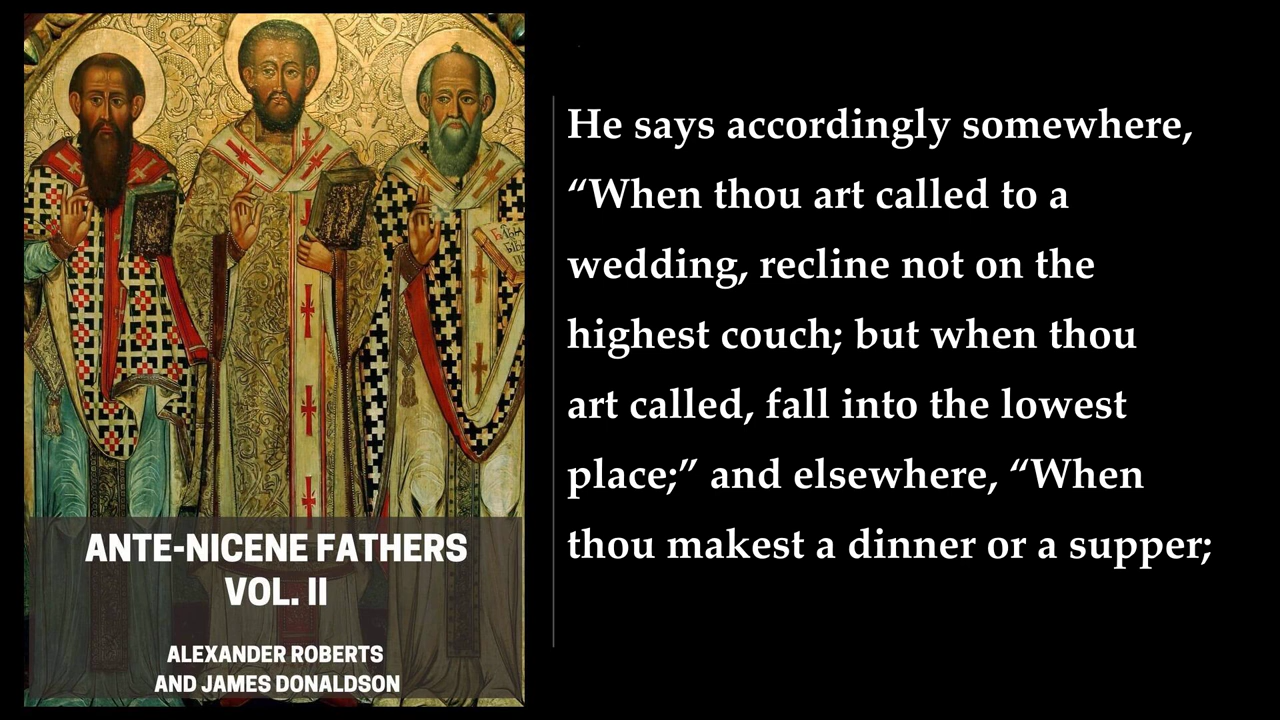 ANTE-NICENE FATHERS
VOL. II
ALEXANDER ROBERTS
AND JAMES DONALDSON
He says accordingly somewhere,
“When thou art called to a
wedding, recline not on the
highest couch; but when thou
art called, fall into the lowest
place;” and elsewhere, “When
thou makest a dinner or a supper;